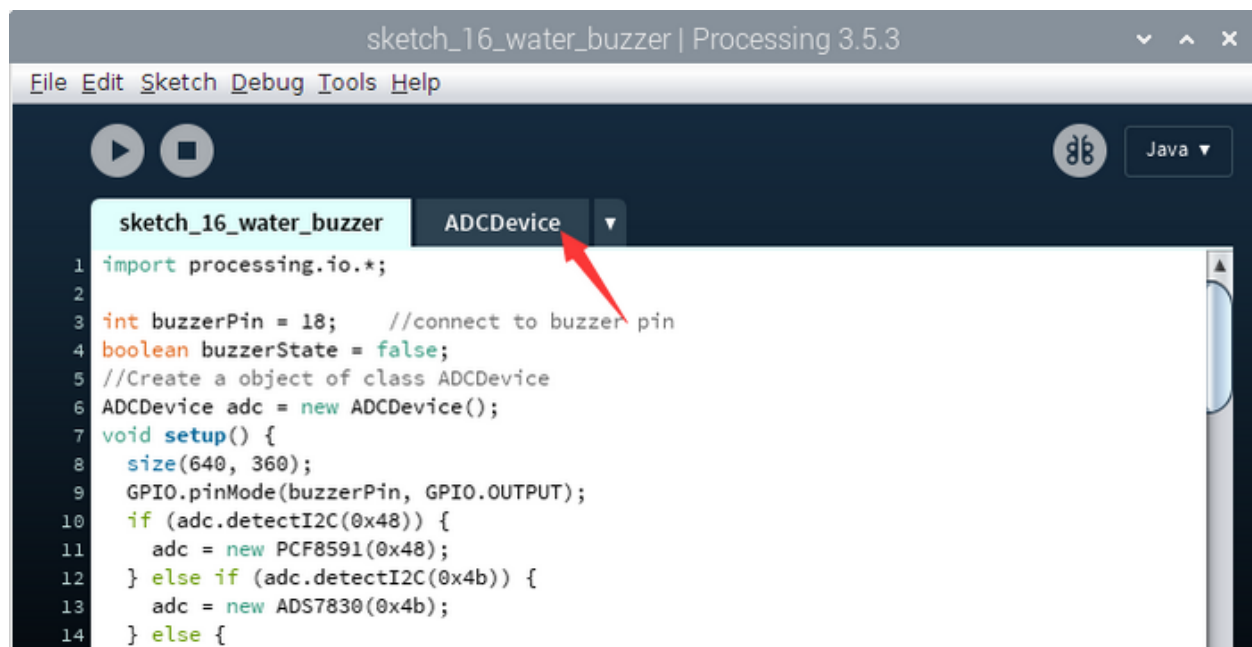 sketch_16_water_buzzer | Processing 3.5.3
File Edit Sketch Debug Tools Help
Java ▼
sketch_16_water_buzzer ADCDevice ▼
1 import processing.io.*;
2
3 int buzzerPin = 18;    //connect to buzzer pin
4 boolean buzzerState = false;
5 //Create a object of class ADCDevice
6 ADCDevice adc = new ADCDevice();
7 void setup() {
8   size(640, 360);
9   GPIO.pinMode(buzzerPin, GPIO.OUTPUT);
10   if (adc.detectI2C(0x48)) {
11     adc = new PCF8591(0x48);
12   } else if (adc.detectI2C(0x4b)) {
13     adc = new ADS7830(0x4b);
14   } else {